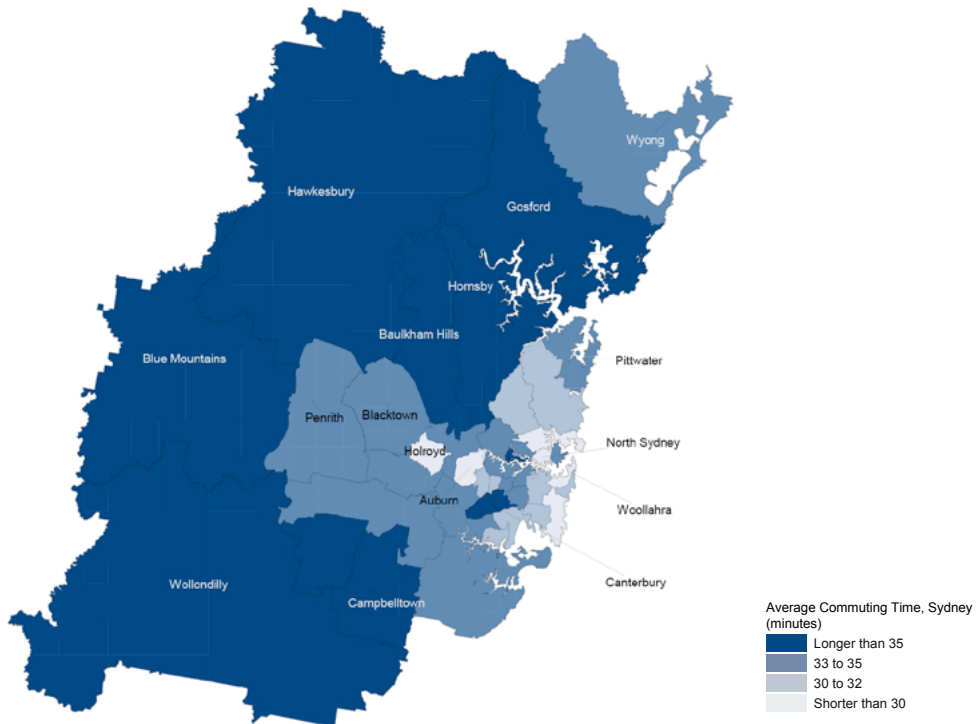 Wyong
Hawkesbury
Gosford
Hornsby
Baulkham Hills
Blue Mountains
Pittwater
Penrith
Blacktown
North Sydney
Holroyd
Auburn
Woollahra
Wollondilly
Canterbury
Campbelltown
Average Commuting Time, Sydney
(minutes)
Longer than 35
33 to 35
30 to 32
Shorter than 30